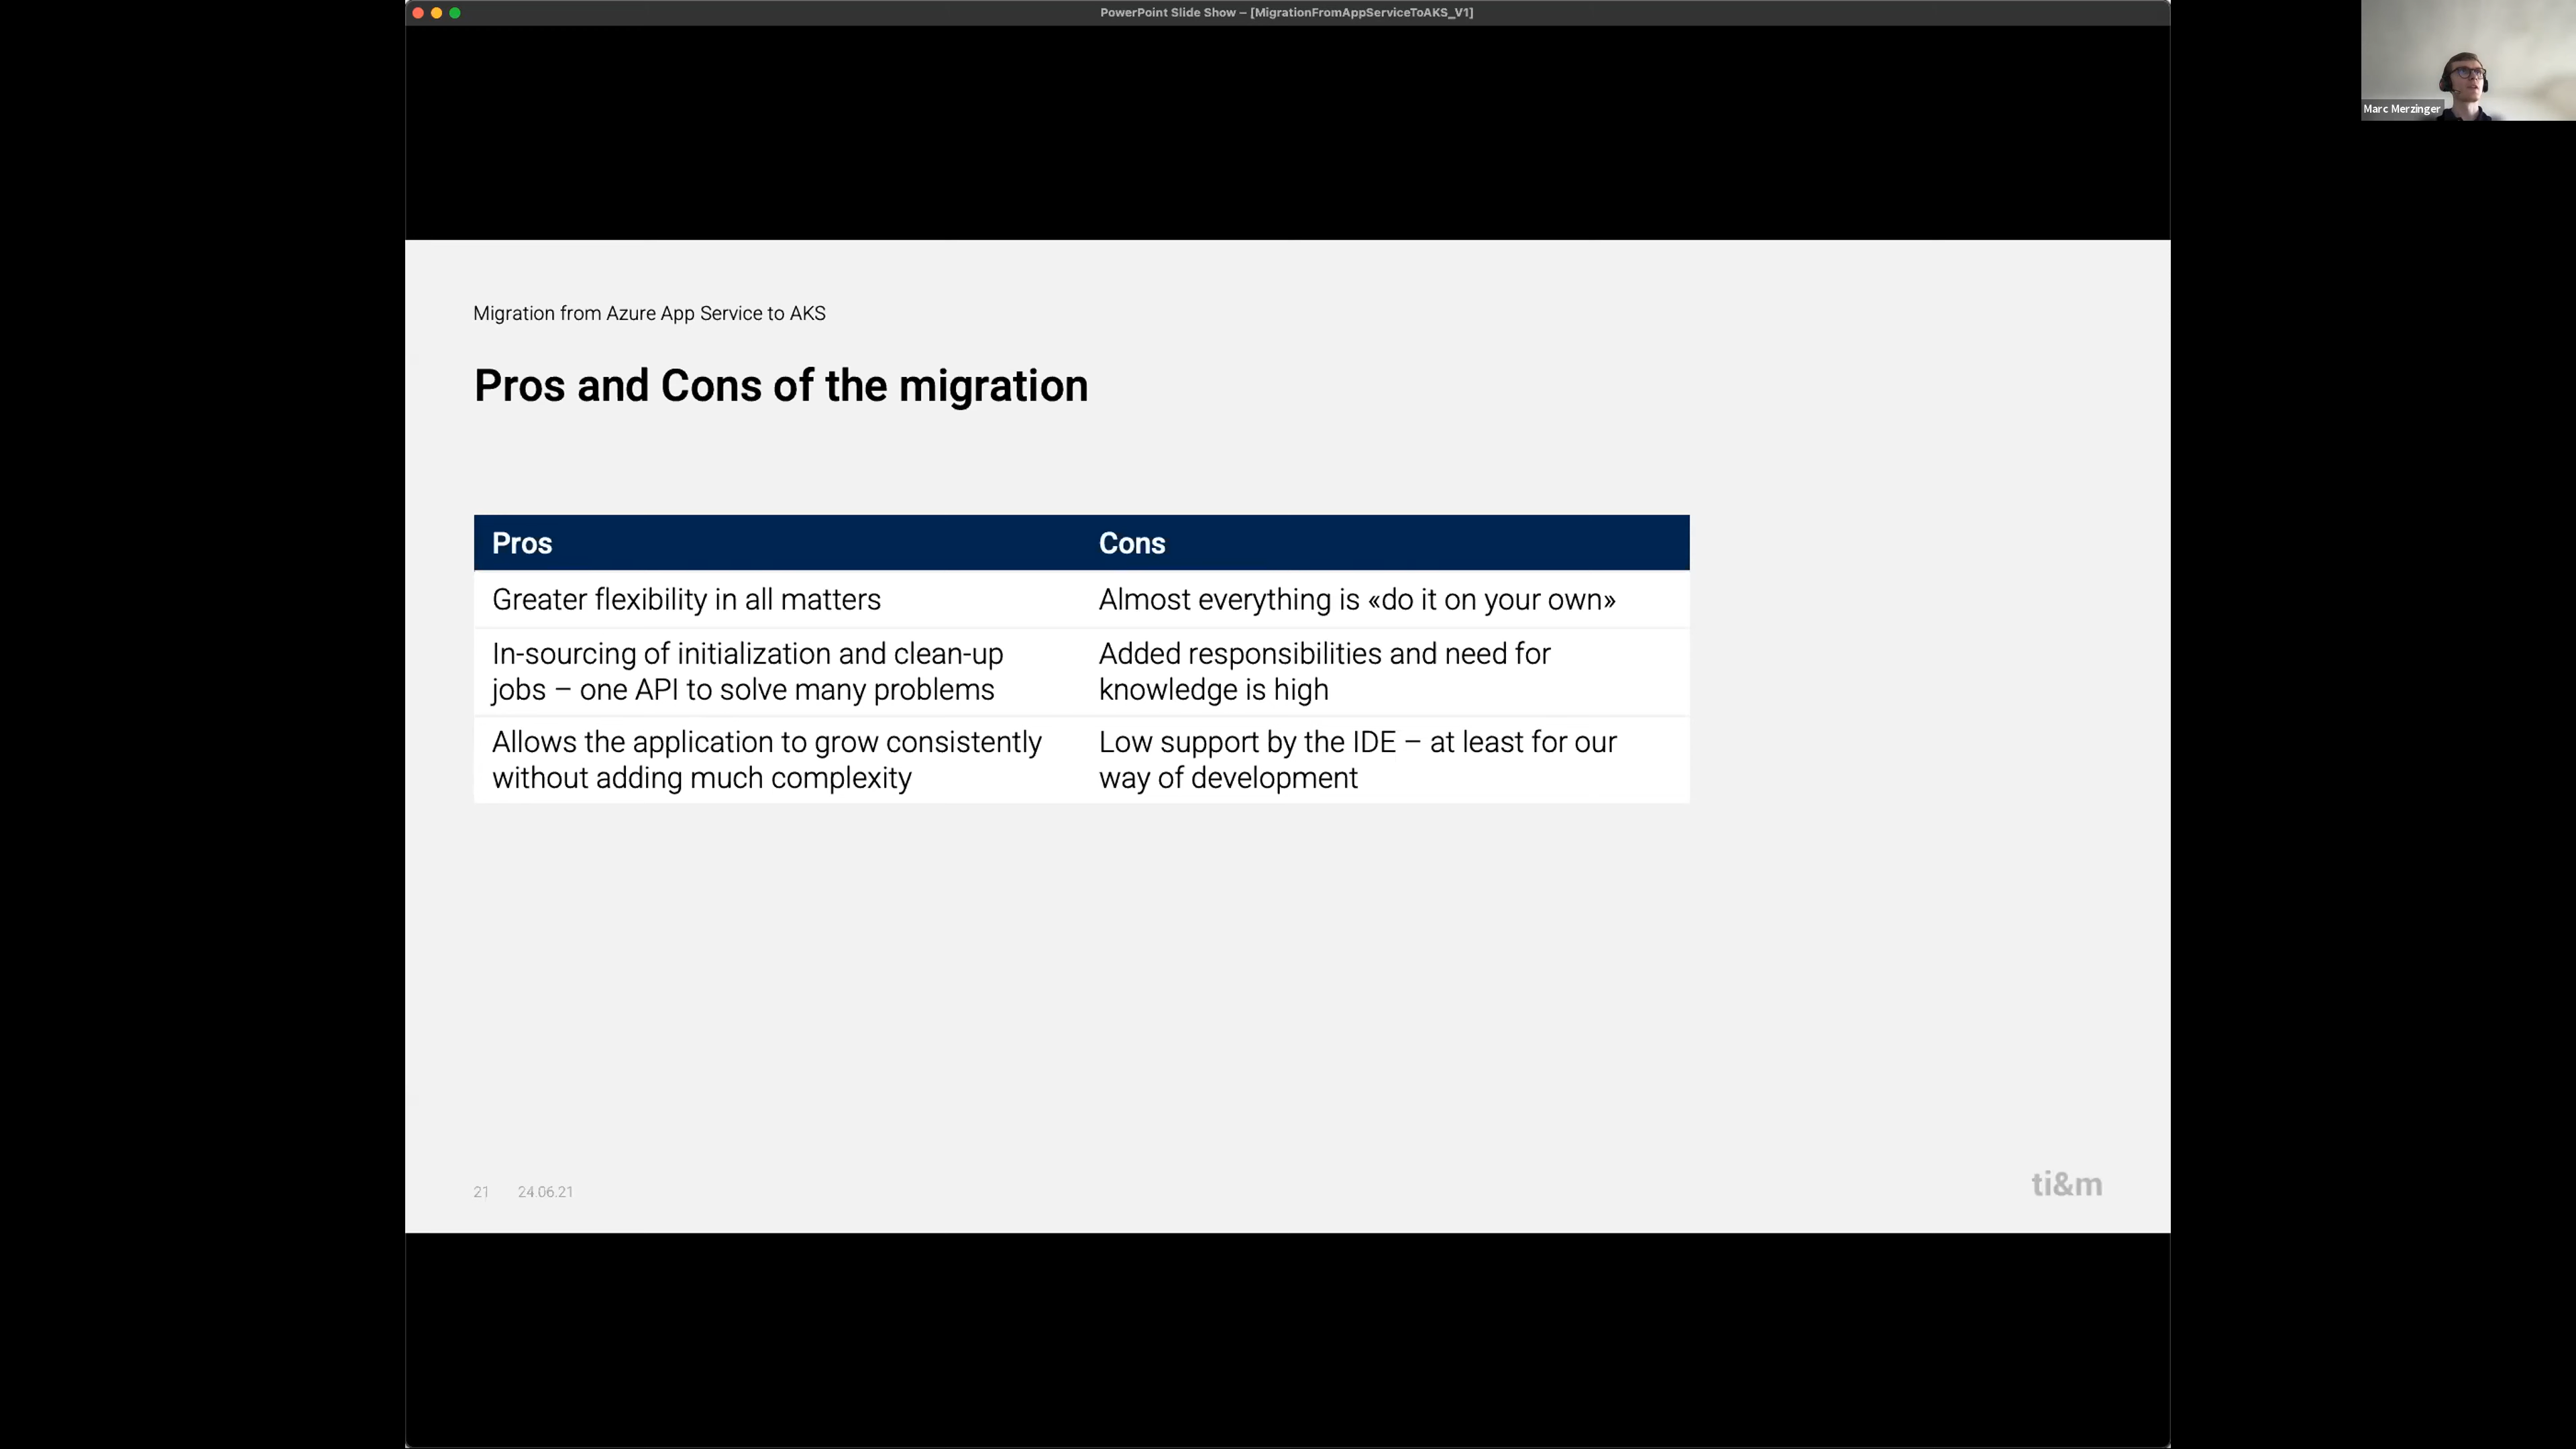 PowerPoint Slide Show – [MigrationFromAppServiceToAKS_V1]
Marc Merzinger
Migration from Azure App Service to AKS
Pros and Cons of the migration
Pros
Cons
Greater flexibility in all matters
Almost everything is «do it on your own»
In-sourcing of initialization and clean-up
jobs – one API to solve many problems
Added responsibilities and need for
knowledge is high
Allows the application to grow consistently
without adding much complexity
Low support by the IDE – at least for our
way of development
21 24.06.21
ti&m